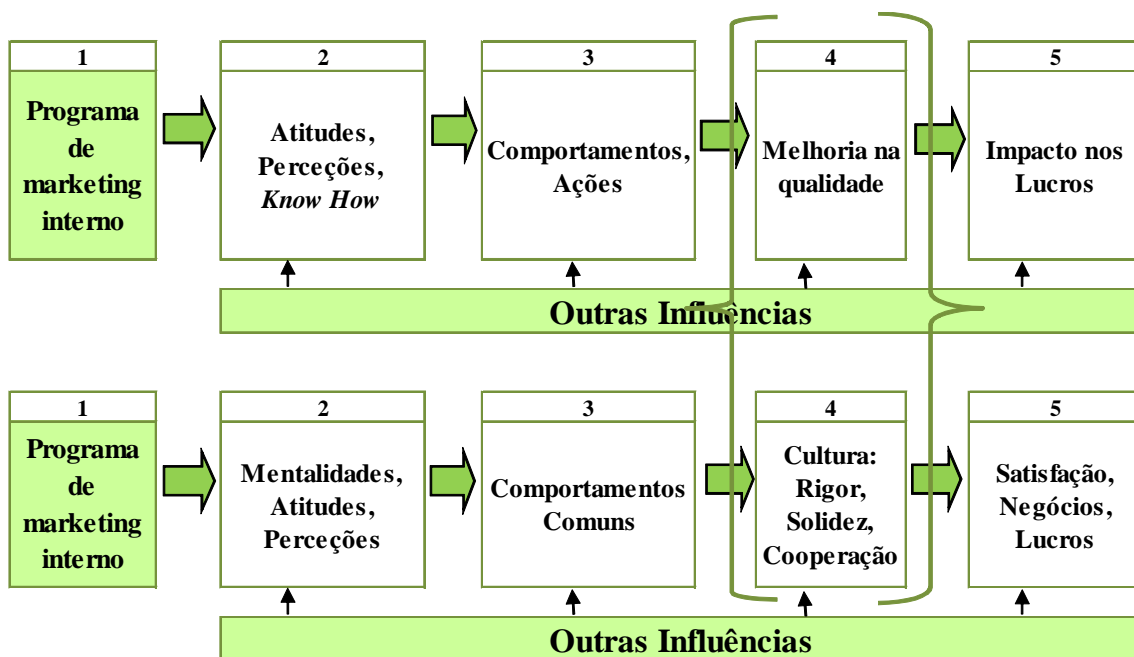 1
Programa
de
marketing
interno
2
Atitudes,
Perceções,
Know How
3
Comportamentos,
Ações
4
Melhoria na
qualidade
5
Impacto nos
Lucros
Outras Influências
1
Programa
de
marketing
interno
2
Mentalidades,
Atitudes,
Perceções
3
Comportamentos
Comuns
4
Cultura:
Rigor,
Solidez,
Cooperação
5
Satisfação,
Negócios,
Lucros
Outras Influências